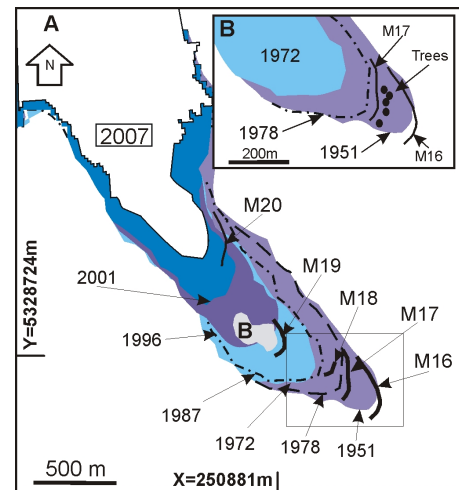 A
N
2007
B
1972
M17
Trees
1978
200m
1951
M16
M20
2001
M19
B
1996
M18
M17
M16
1987
1972
1978
1951
Y=5328724m
500 m
X=250881m